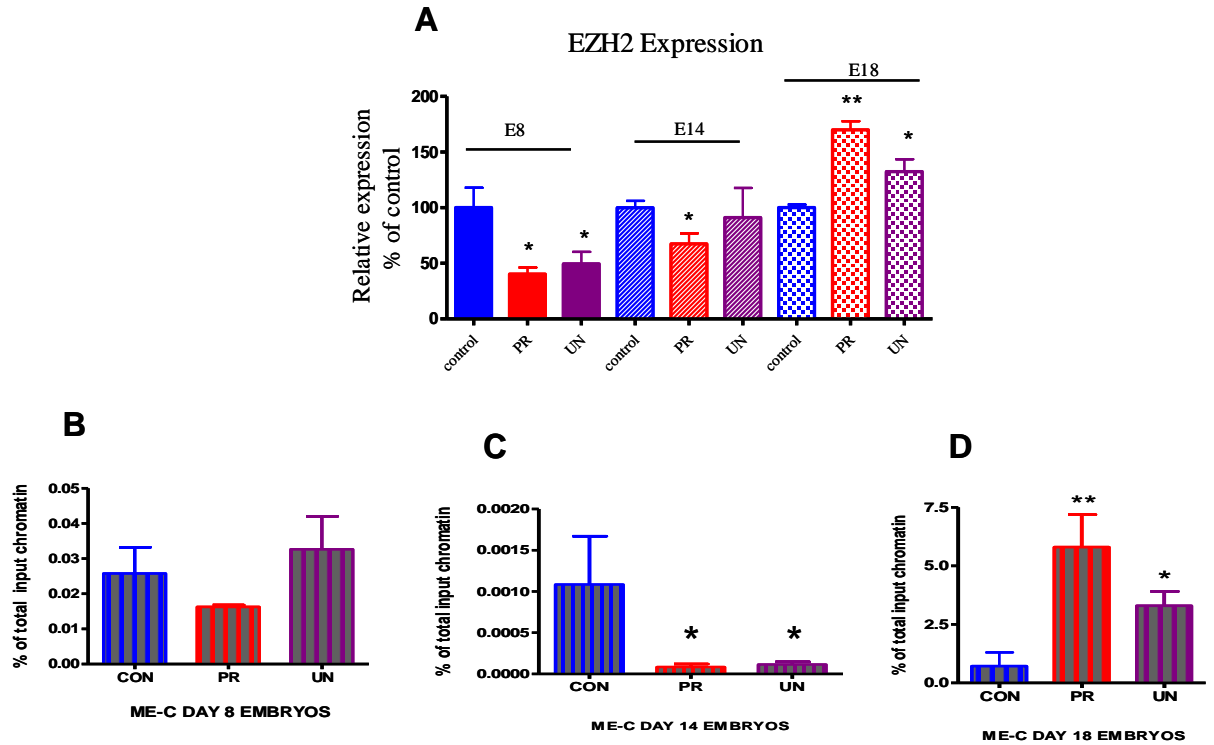 A
EZH2 Expression
E18
E8
E14
**
*
*
*
*
Relative expression
% of control
200
150
100
50
0
control
PR
UN
control
PR
UN
control
PR
UN
B
% of total input chromatin
0.05
0.04
0.03
0.02
0.01
0.00
CON
PR
UN
ME-C DAY 8 EMBRYOS
C
% of total input chromatin
0.0020
0.0015
0.0010
0.0005
0.0000
*
*
CON
PR
UN
ME-C DAY 14 EMBRYOS
D
% of total input chromatin
7.5
5.0
2.5
0.0
**
*
CON
PR
UN
ME-C DAY 18 EMBRYOS